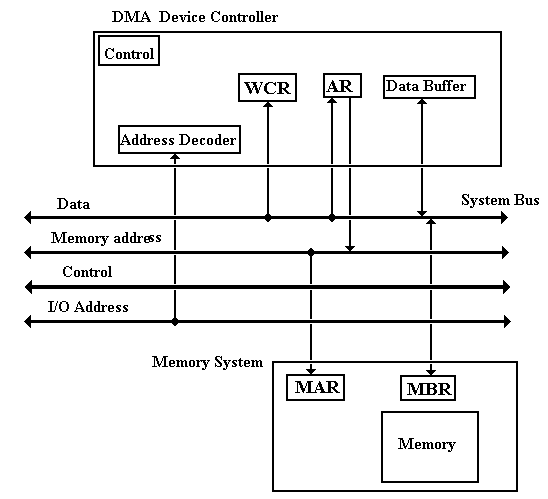 DMA Device Controller
Control
WCR
AR
Data Buffer
Address Decoder
Data
System Bus
Memory address
Control
I/O Address
Memory System
MAR
MBR
Memory